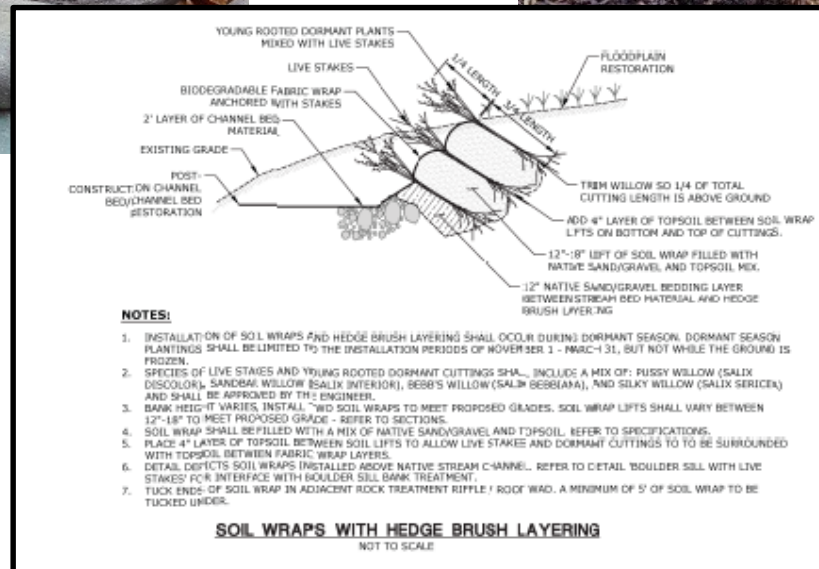 YOUNG ROOTED DORMANT PLANTS
MIXED WITH LIVE STAKES
LIVE STAKES
BIODEGRADABLE FABRIC WRAP
ANCHORED WITH STAKES
2' LAYER OF CHANNEL BED
MATERIAL
EXISTING GRADE
POST-
CONSTRUCTION CHANNEL
BED/CHANNEL BED
RESTORATION
1/4 LENGTH
3/4 LENGTH
FLOODPLAIN
RESTORATION
TRIM WILLOW SO 1/4 OF TOTAL
CUTTING LENGTH IS ABOVE GROUND
ADD 4" LAYER OF TOPSOIL BETWEEN SOIL WRAP
LIFTS ON BOTTOM AND TOP OF CUTTINGS.
12"-18" LIFT OF SOIL WRAP FILLED WITH
NATIVE SAND/GRAVEL AND TOPSOIL MIX.
12" NATIVE SAND/GRAVEL BEDDING LAYER
BETWEEN STREAM BED MATERIAL AND HEDGE
BRUSH LAYERING
NOTES:
1. INSTALLATION OF SOIL WRAPS AND HEDGE BRUSH LAYERING SHALL OCCUR DURING DORMANT SEASON. DORMANT SEASON
PLANTINGS SHALL BE LIMITED TO THE INSTALLATION PERIODS OF NOVEMBER 1 - MARCH 31, BUT NOT WHILE THE GROUND IS
FROZEN.
2. SPECIES OF LIVE STAKES AND YOUNG ROOTED DORMANT CUTTINGS SHALL INCLUDE A MIX OF: PUSSY WILLOW (SALIX
DISCOLOR), SANDBAR WILLOW (SALIX INTERIOR), BEBB'S WILLOW (SALIX BEBBIANA), AND SILKY WILLOW (SALIX SERICEA)
AND SHALL BE APPROVED BY THE ENGINEER.
3. BANK HEIGHT VARIES, INSTALL TWO SOIL WRAPS TO MEET PROPOSED GRADES. SOIL WRAP LIFTS SHALL VARY BETWEEN
12"-18" TO MEET PROPOSED GRADE - REFER TO SECTIONS.
4. SOIL WRAP SHALL BE FILLED WITH A MIX OF NATIVE SAND/GRAVEL AND TOPSOIL. REFER TO SPECIFICATIONS.
5. PLACE 4" LAYER OF TOPSOIL BETWEEN SOIL LIFTS TO ALLOW LIVE STAKES AND DORMANT CUTTINGS TO TO BE SURROUNDED
WITH TOPSOIL BETWEEN FABRIC WRAP LAYERS.
6. DETAIL DEPICTS SOIL WRAPS INSTALLED ABOVE NATIVE STREAM CHANNEL. REFER TO DETAIL 'BOULDER SILL WITH LIVE
STAKES' FOR INTERFACE WITH BOULDER SILL BANK TREATMENT.
7. TUCK ENDS OF SOIL WRAP IN ADJACENT ROCK TREATMENT RIFFLE / ROOT WAD. A MINIMUM OF 5' OF SOIL WRAP TO BE
TUCKED UNDER.
SOIL WRAPS WITH HEDGE BRUSH LAYERING
NOT TO SCALE